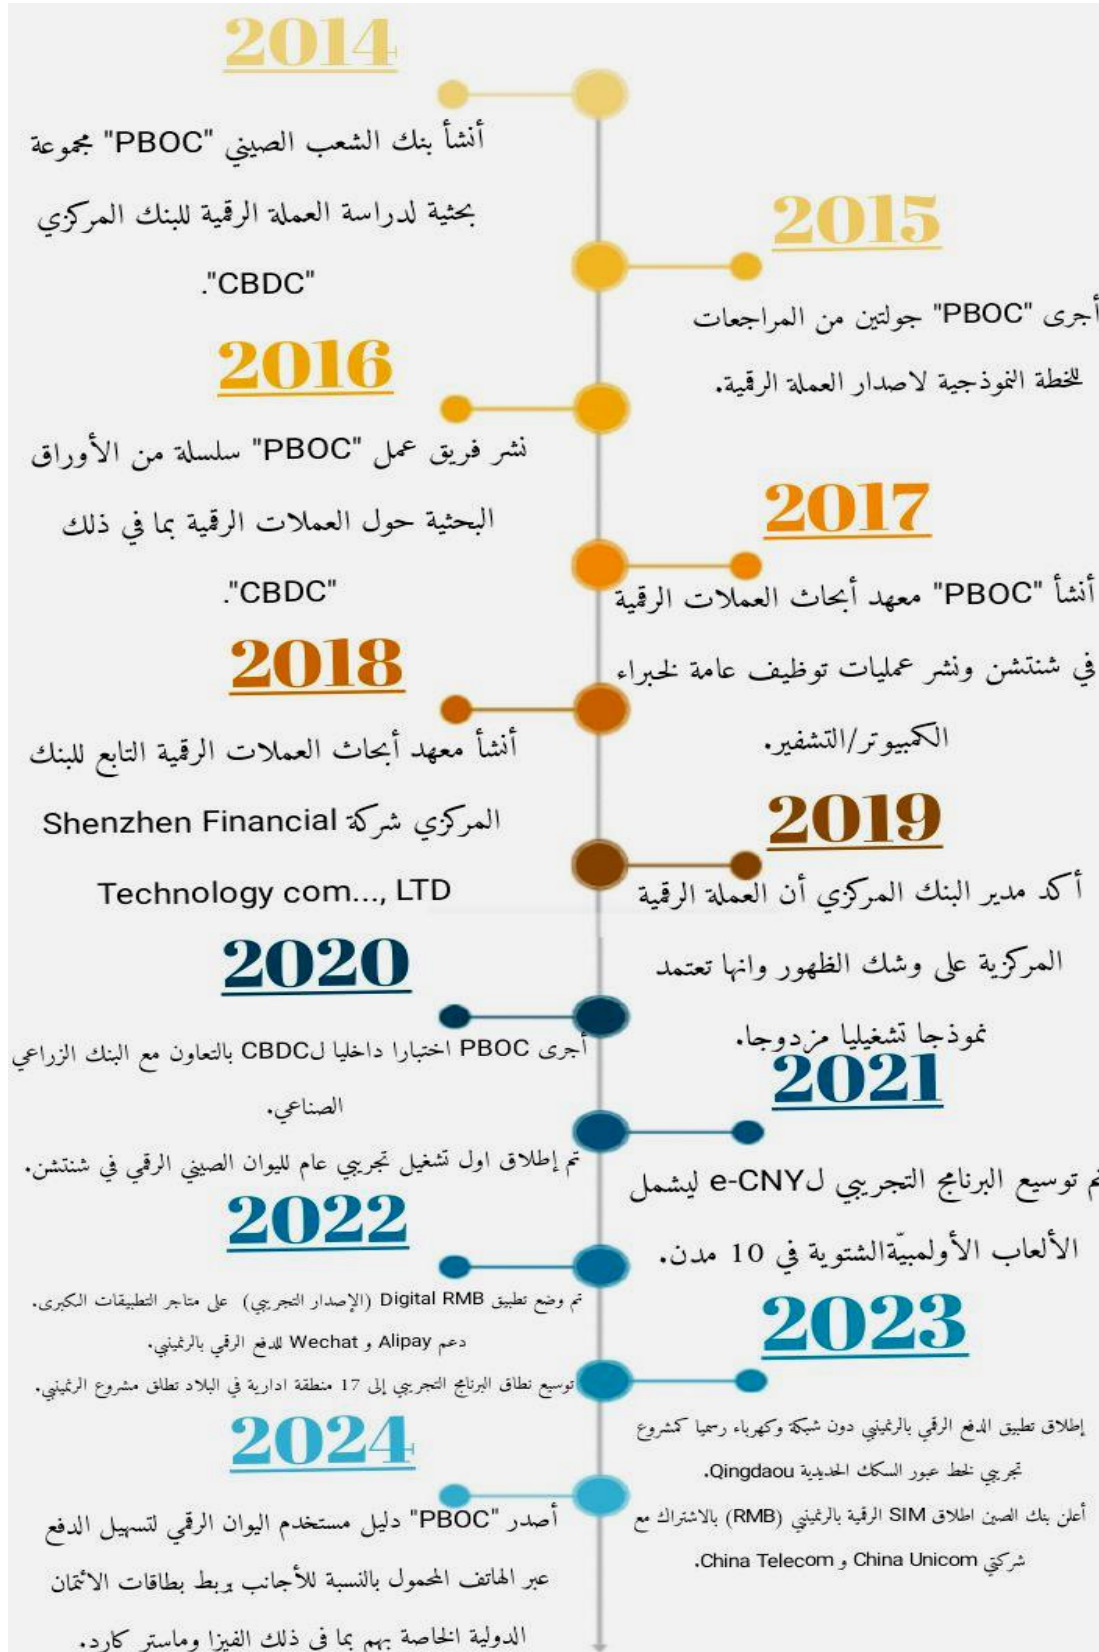 2014
أنشأ بنك الشعب الصيني "PBOC" مجموعة
بحثية لدراسة العملة الرقمية للبنك المركزي
"CBDC".
2015
أجرى "PBOC" جولتين من المراجعات
للخطة النموذجية لاصدار العملة الرقمية.
2016
نشر فريق عمل "PBOC" سلسلة من الأوراق
البحثية حول العملات الرقمية بما في ذلك
"CBDC".
2017
أنشأ "PBOC" معهد أبحاث العملات الرقمية
في شنتشن ونشر عمليات توظيف عامة لخبراء
الكمبيوتر/التشفير.
2018
أنشأ معهد أبحاث العملات الرقمية التابع للبنك
المركزي شركة Shenzhen Financial
Technology com..., LTD
2019
أكد مدير البنك المركزي أن العملة الرقمية
المركزية على وشك الظهور وانها تعتمد
نموذجا تشغيليا مزدوجا.
2020
أجرى PBOC اختبارا داخليا لCBDC بالتعاون مع البنك الزراعي
الصناعي.
تم إطلاق اول تشغيل تجريبي عام لليوان الصيني الرقمي في شنتشن.
2021
تم توسيع البرنامج التجريبي لe-CNY ليشمل
الألعاب الأولمبيّةالشتوية في 10 مدن.
2022
تم وضع تطبيق Digital RMB (الإصدار التجريبي) على متاجر التطبيقات الكبرى.
دعم Alipay و Wechat للدفع الرقمي بالرنمينبي.
توسيع نطاق البرنامج التجريبي إلى 17 منطقة ادارية في البلاد تطلق مشروع الرنمينبي.
2023
إطلاق تطبيق الدفع الرقمي بالرنمينبي دون شبكة وكهرباء رسميا كمشروع
تجريبي لخط عبور السكك الحديدية Qingdaou.
أعلن بنك الصين اطلاق SIM الرقمية بالرنمينبي (RMB) بالاشتراك مع
شركتي China Unicom و China Telecom.
2024
أصدر "PBOC" دليل مستخدم اليوان الرقمي لتسهيل الدفع
عبر الهاتف المحمول بالنسبة للأجانب بربط بطاقات الائتمان
الدولية الخاصة بهم بما في ذلك الفيزا وماستر كارد.